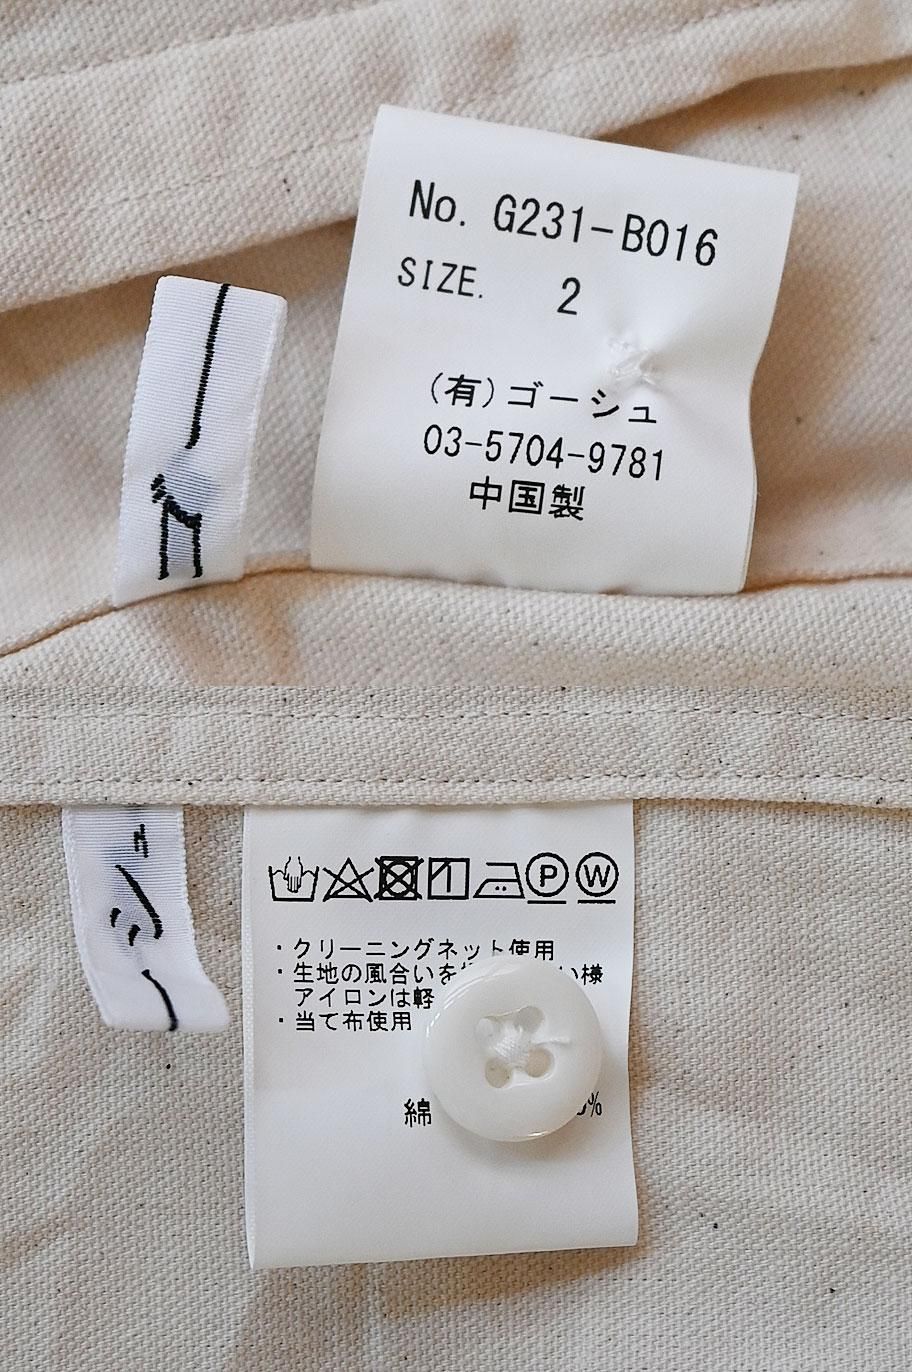 No. G231-B016
SIZE. 2
(有)ゴーシュ
03-5704-9781
中国製
P W
・クリーニングネット使用
・生地の風合いを い様
アイロンは軽
・当て布使用
綿 %